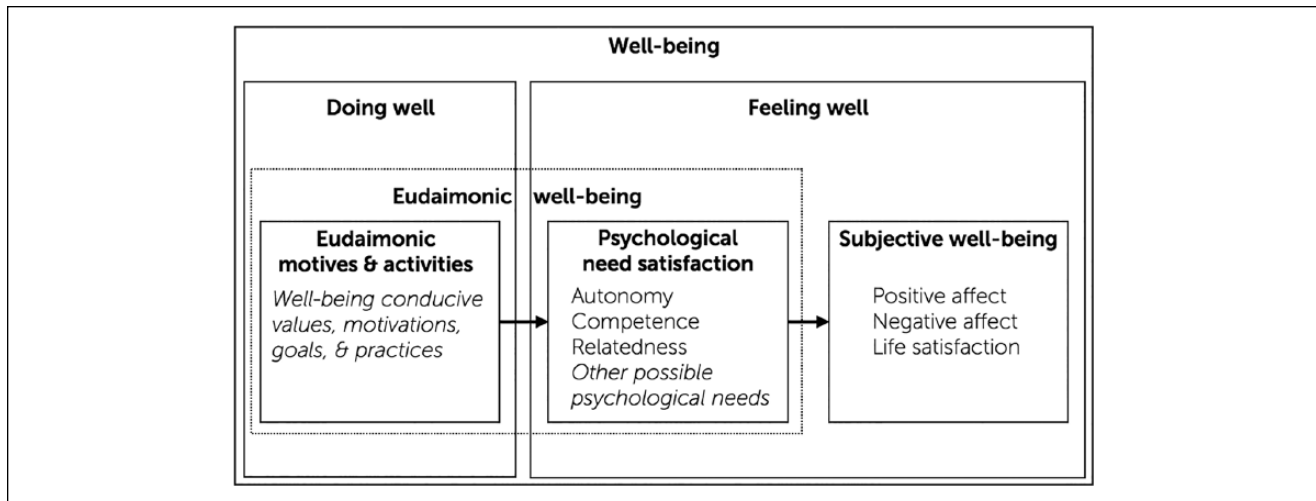 Well-being
Doing well
Feeling well
Eudaimonic well-being
Eudaimonic
motives & activities
Well-being conducive
values, motivations,
goals, & practices
Psychological
need satisfaction
Autonomy
Competence
Relatedness
Other possible
psychological needs
Subjective well-being
Positive affect
Negative affect
Life satisfaction